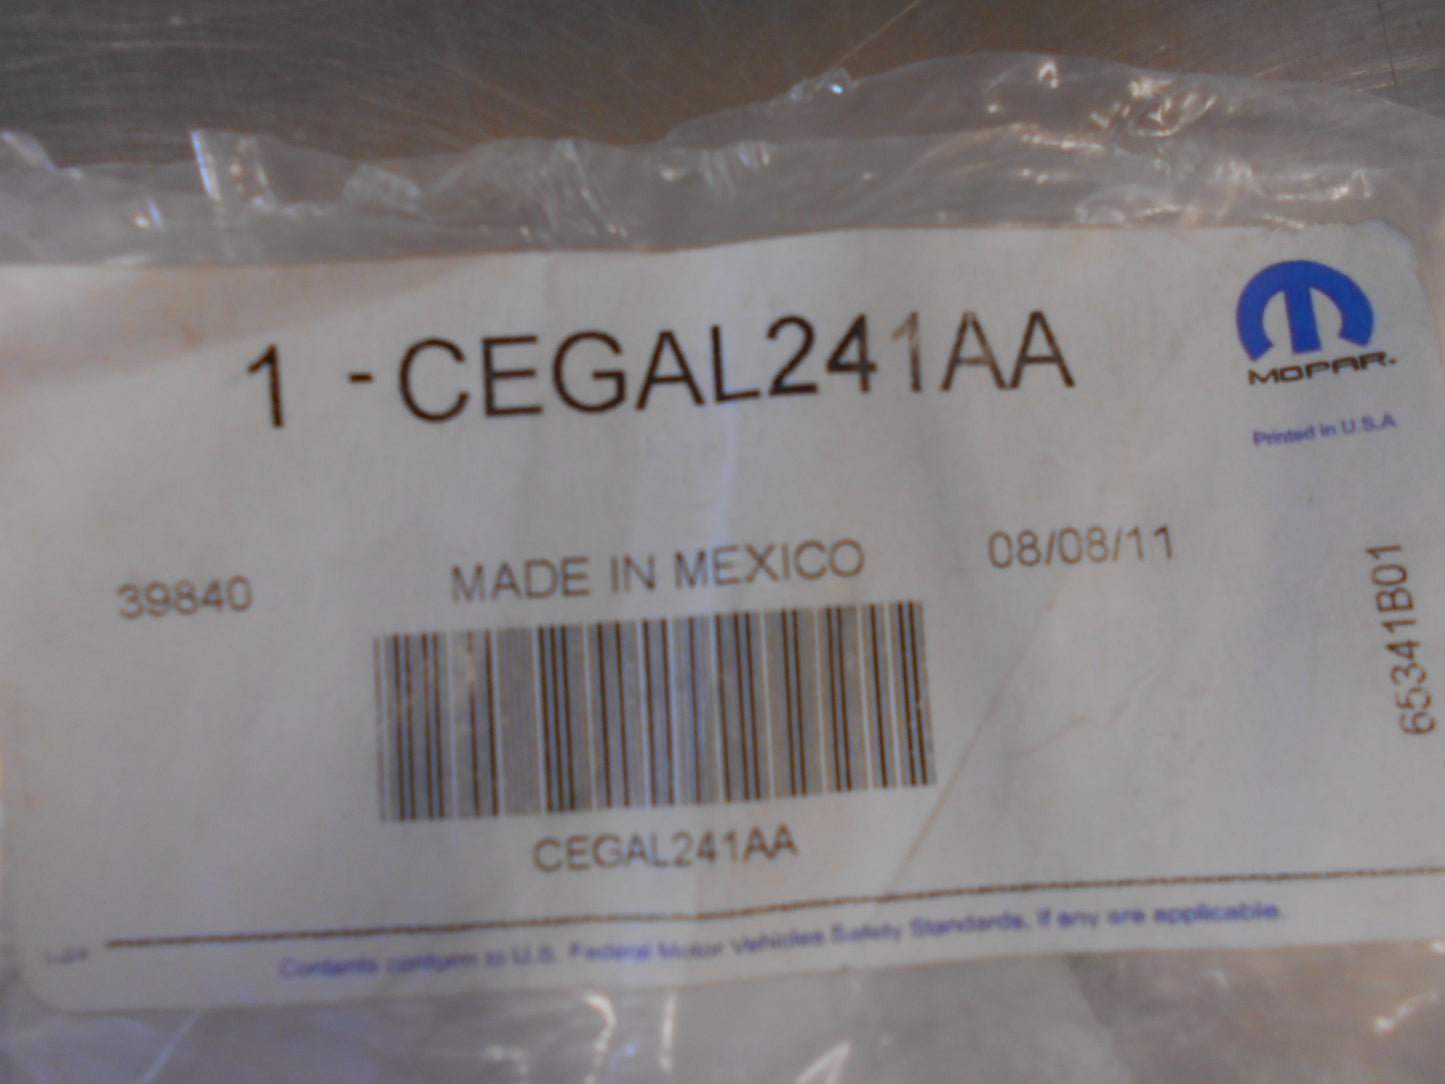 1 - CEGAL241AA
MOPAR.
Printed in U.S.A
39840
MADE IN MEXICO
08/08/11
65341B01
CEGAL241AA
Contents conform to U.S. Federal Motor Vehicles Safety Standards, if any are applicable.